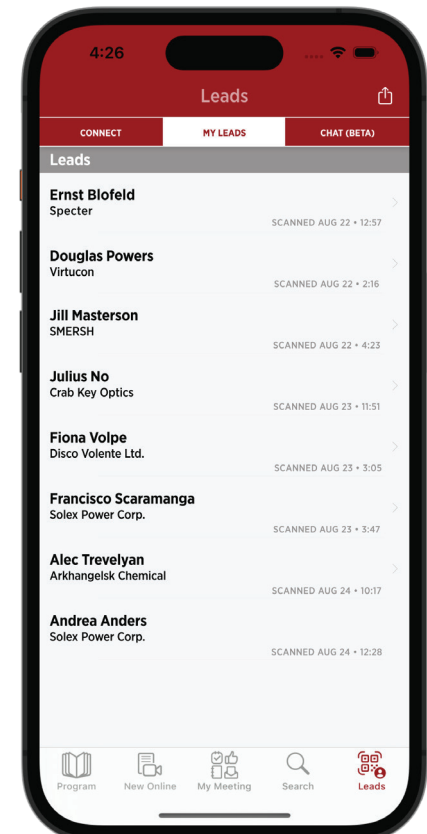 4:26
Leads
CONNECT
MY LEADS
CHAT (BETA)
Leads
Ernst Blofeld
Specter
SCANNED AUG 22 • 12:57
Douglas Powers
Virtucon
SCANNED AUG 22 • 2:16
Jill Masterson
SMERSH
SCANNED AUG 22 • 4:23
Julius No
Crab Key Optics
SCANNED AUG 23 • 11:51
Fiona Volpe
Disco Volente Ltd.
SCANNED AUG 23 • 3:05
Francisco Scaramanga
Solex Power Corp.
SCANNED AUG 23 • 3:47
Alec Trevelyan
Arkhangelsk Chemical
SCANNED AUG 24 • 10:17
Andrea Anders
Solex Power Corp.
SCANNED AUG 24 • 12:28
Program
New Online
My Meeting
Search
Leads